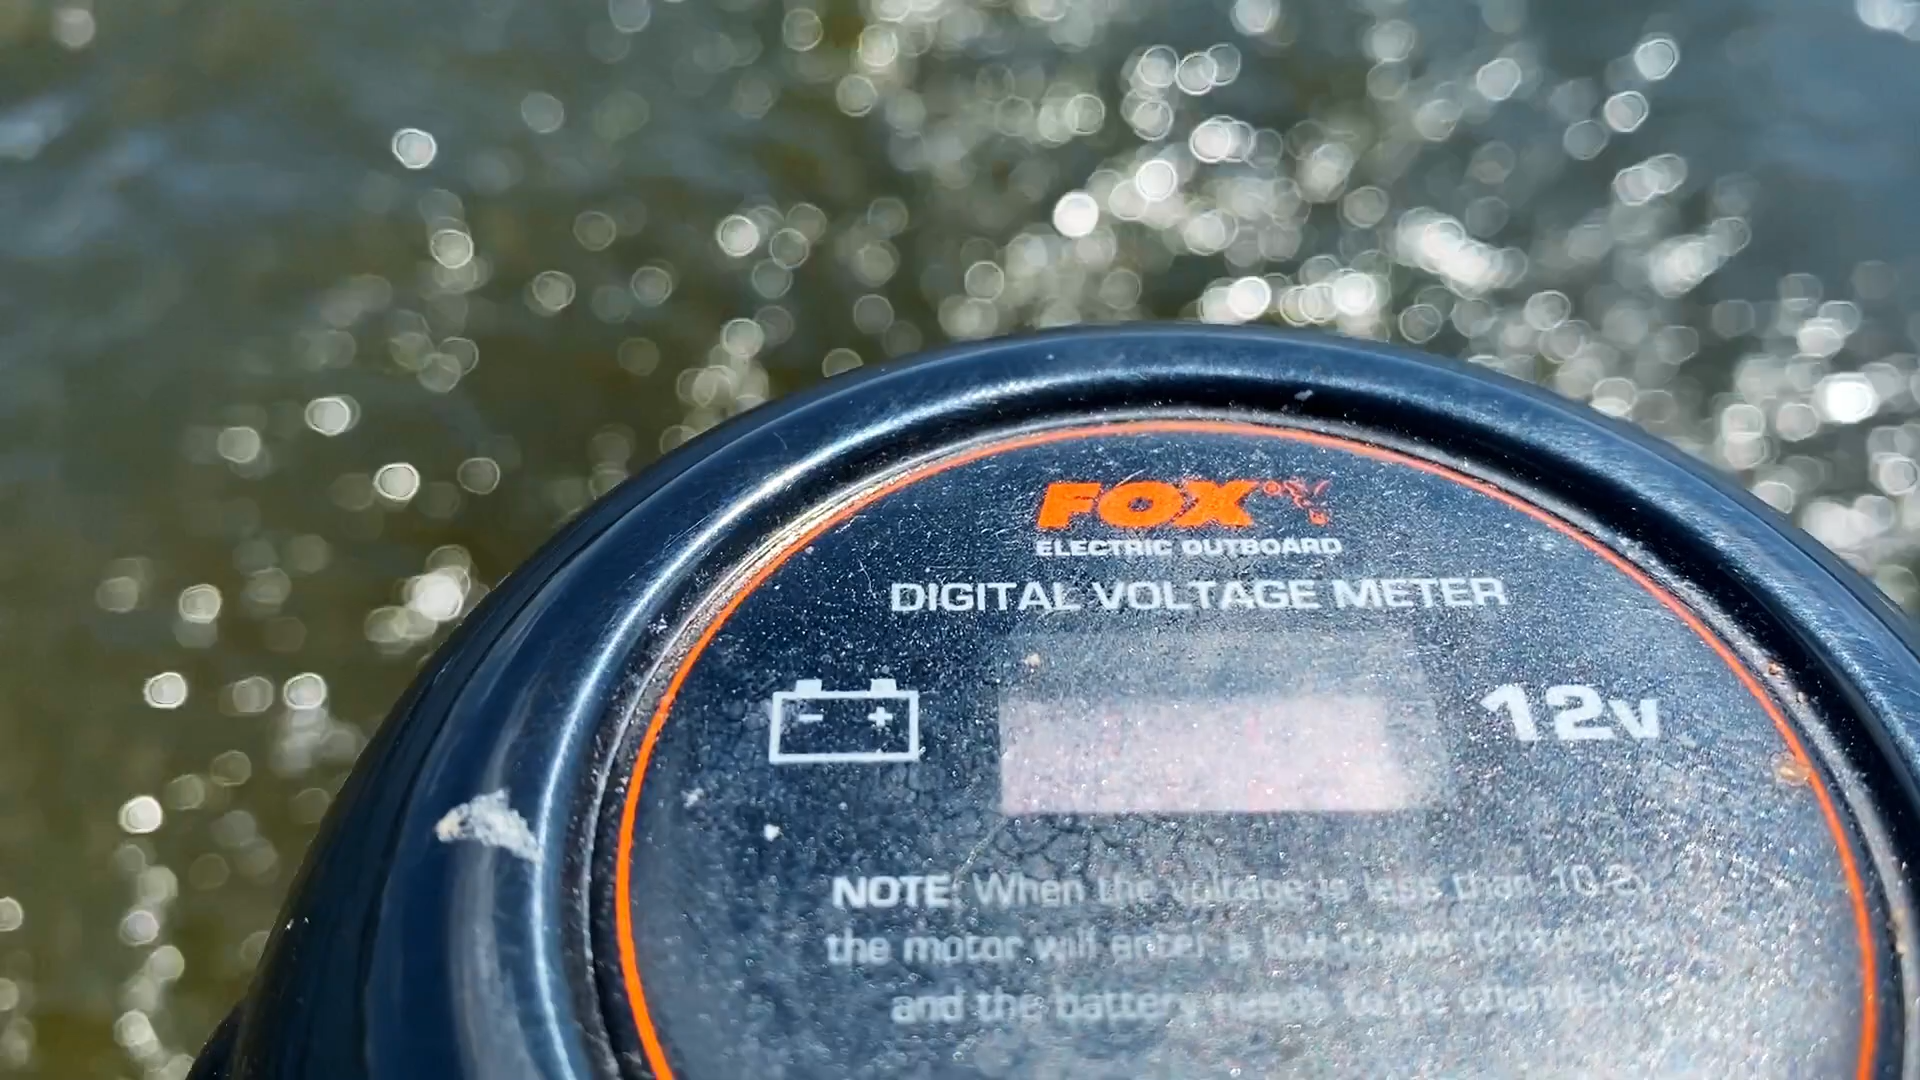 FOX
ELECTRIC OUTBOARD
DIGITAL VOLTAGE METER
- +
12v
NOTE: When the voltage is less than 10.2v
the motor will enter a low-power protection
and the battery needs to be